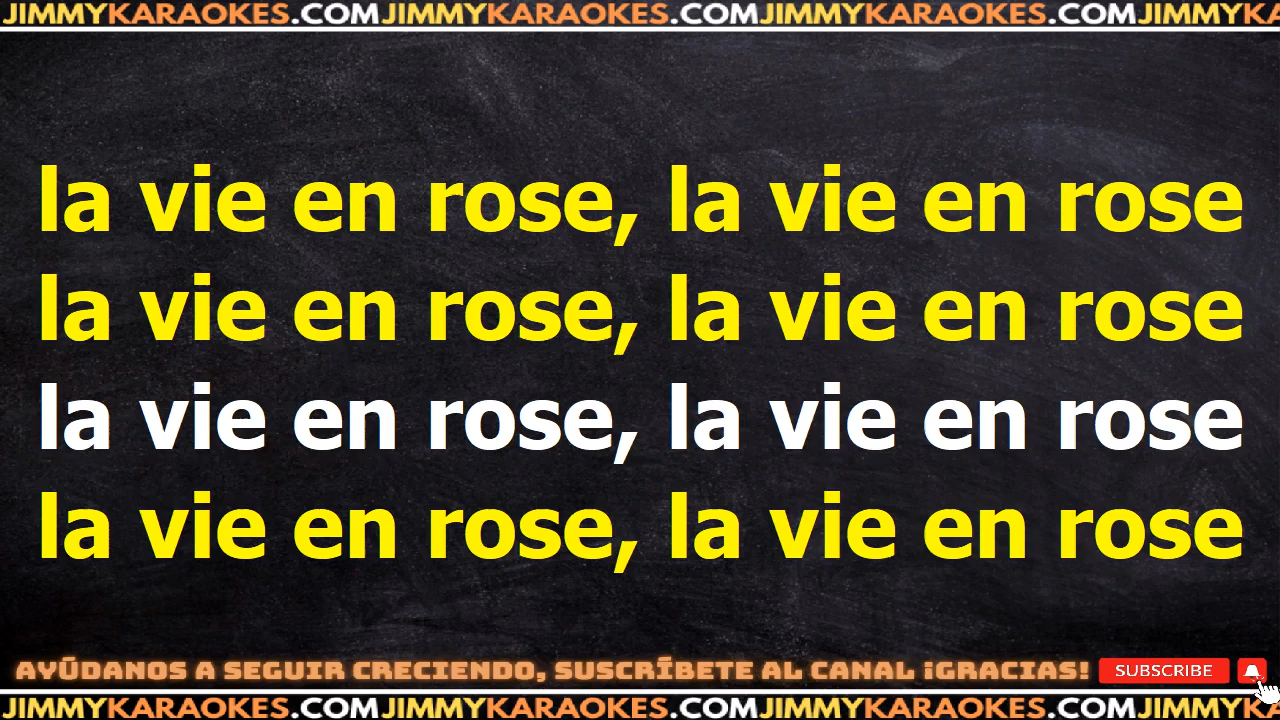 JIMMYKARAOKES.COMJIMMYKARAOKES.COMJIMMYKARAOKES.COMJIMMYKA
la vie en rose, la vie en rose
la vie en rose, la vie en rose
la vie en rose, la vie en rose
la vie en rose, la vie en rose
AYÚDANOS A SEGUIR CRECIENDO, SUSCRÍBETE AL CANAL ¡GRACIAS! SUBSCRIBE
JIMMYKARAOKES.COMJIMMYKARAOKES.COMJIMMYKARAOKES.COMJIMMYKA